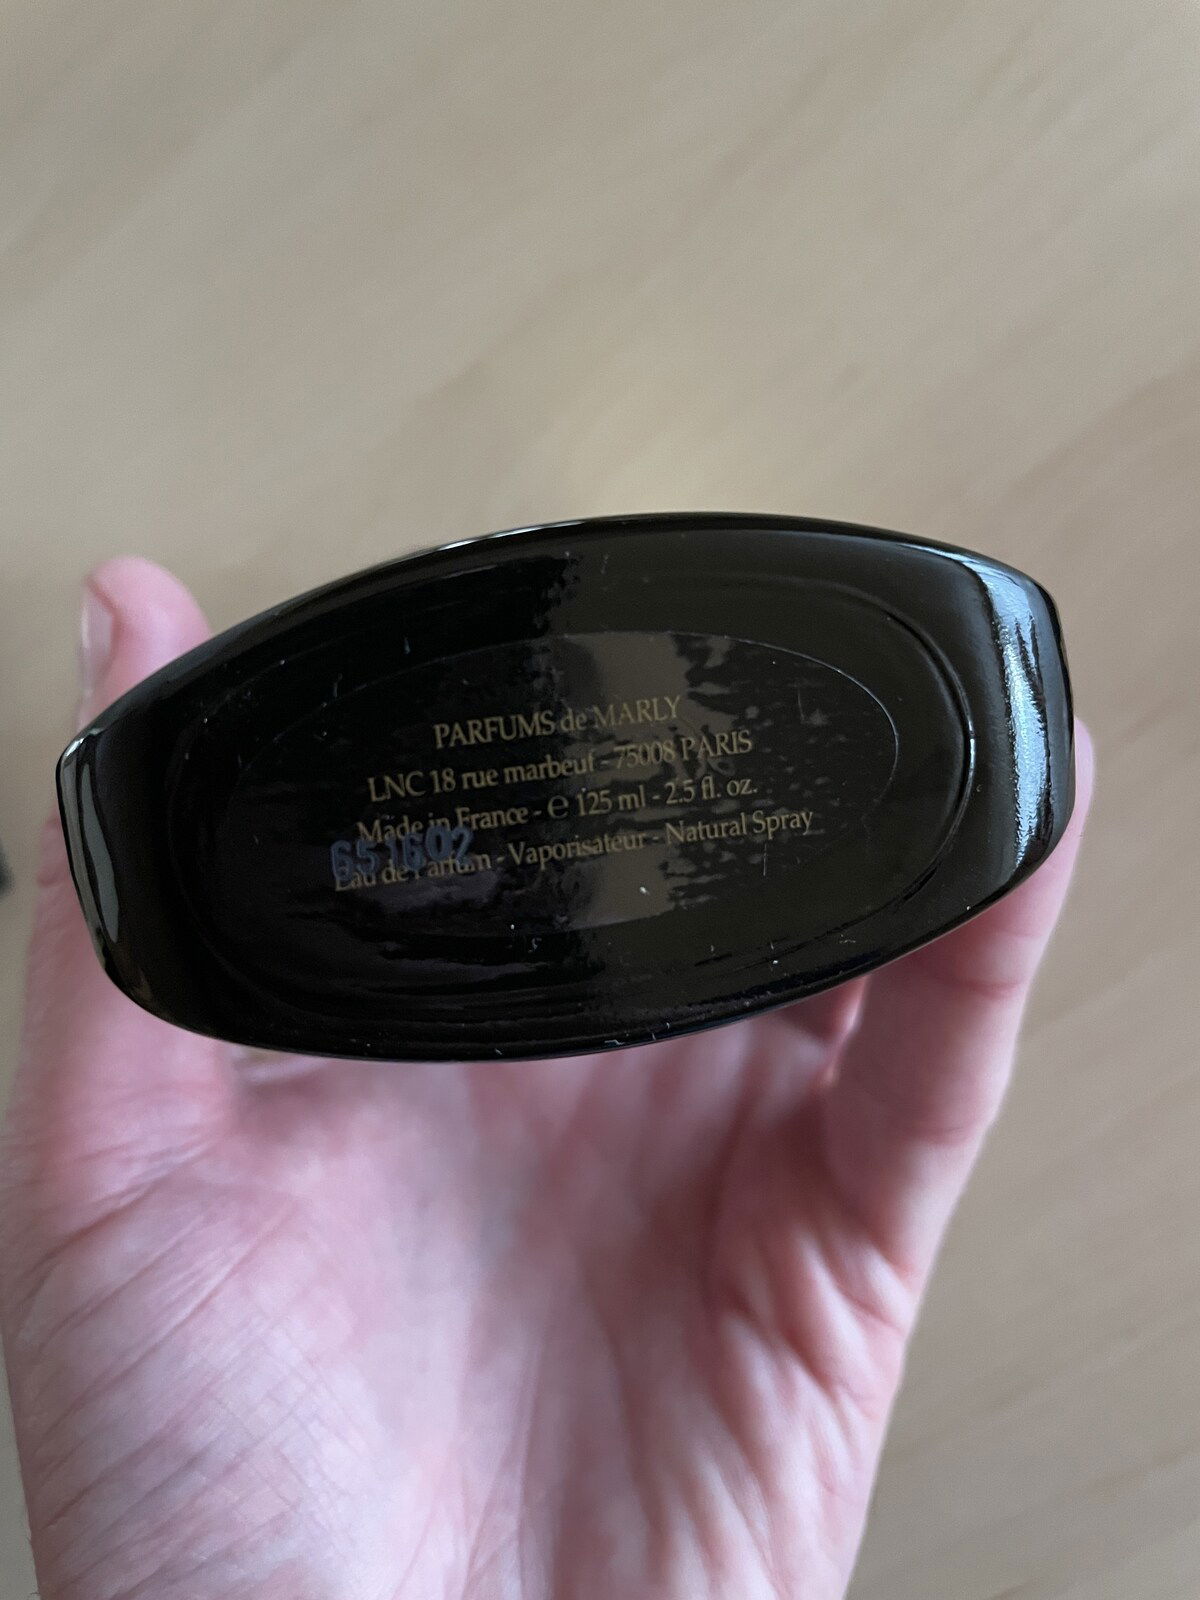 PARFUMS de MARLY
LNC 18 rue marbeuf - 75008 PARIS
Made in France - ℮ 125 ml - 2.5 fl. oz.
651602
Eau de Parfum - Vaporisateur - Natural Spray